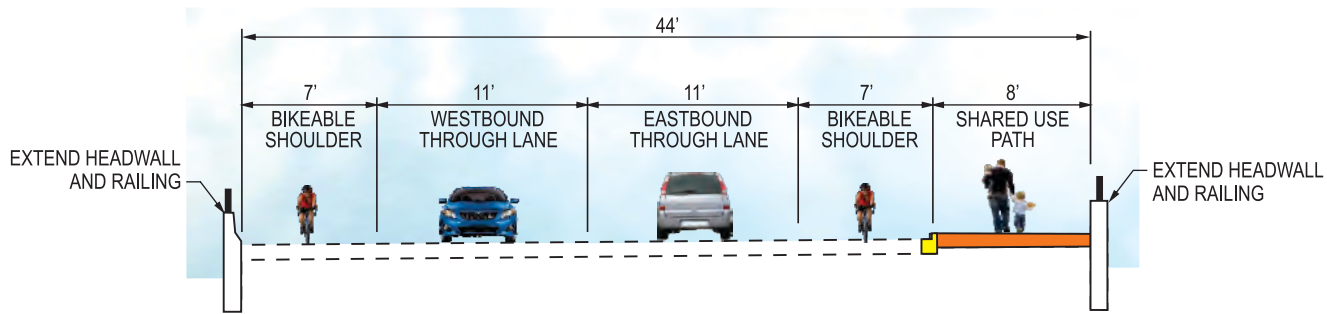 44’
7’
11’
11’
7’
8’
BIKEABLE
SHOULDER
WESTBOUND
THROUGH LANE
EASTBOUND
THROUGH LANE
BIKEABLE
SHOULDER
SHARED USE
PATH
EXTEND HEADWALL
AND RAILING
EXTEND HEADWALL
AND RAILING